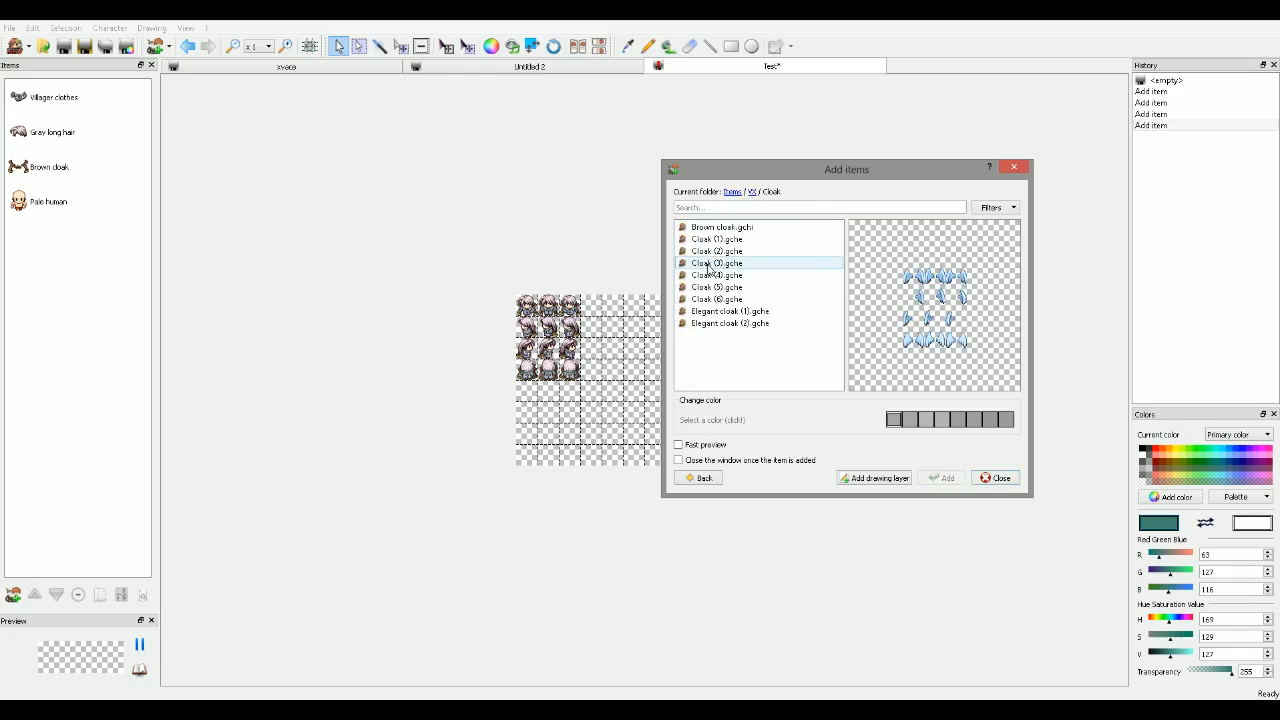 File Edit Selection Character Drawing View ?
x 1
Items
xvace
Untitled 2
Test*
History
Villager clothes
Gray long hair
Brown cloak
Pale human
<empty>
Add item
Add item
Add item
Add item
Add items
?
Current folder: Items / VX / Cloak
Search...
Filters
Brown cloak.gchi
Cloak (1).gche
Cloak (2).gche
Cloak (3).gche
Cloak (4).gche
Cloak (5).gche
Cloak (6).gche
Elegant cloak (1).gche
Elegant cloak (2).gche
Change color
Select a color (click!)
Fast preview
Close the window once the item is added
Back
Add drawing layer
Add
Close
Preview
Colors
Current color
Primary color
Add color
Palette
Red Green Blue
R 63
G 127
B 116
Hue Saturation Value
H 169
S 129
V 127
Transparency 255
Ready